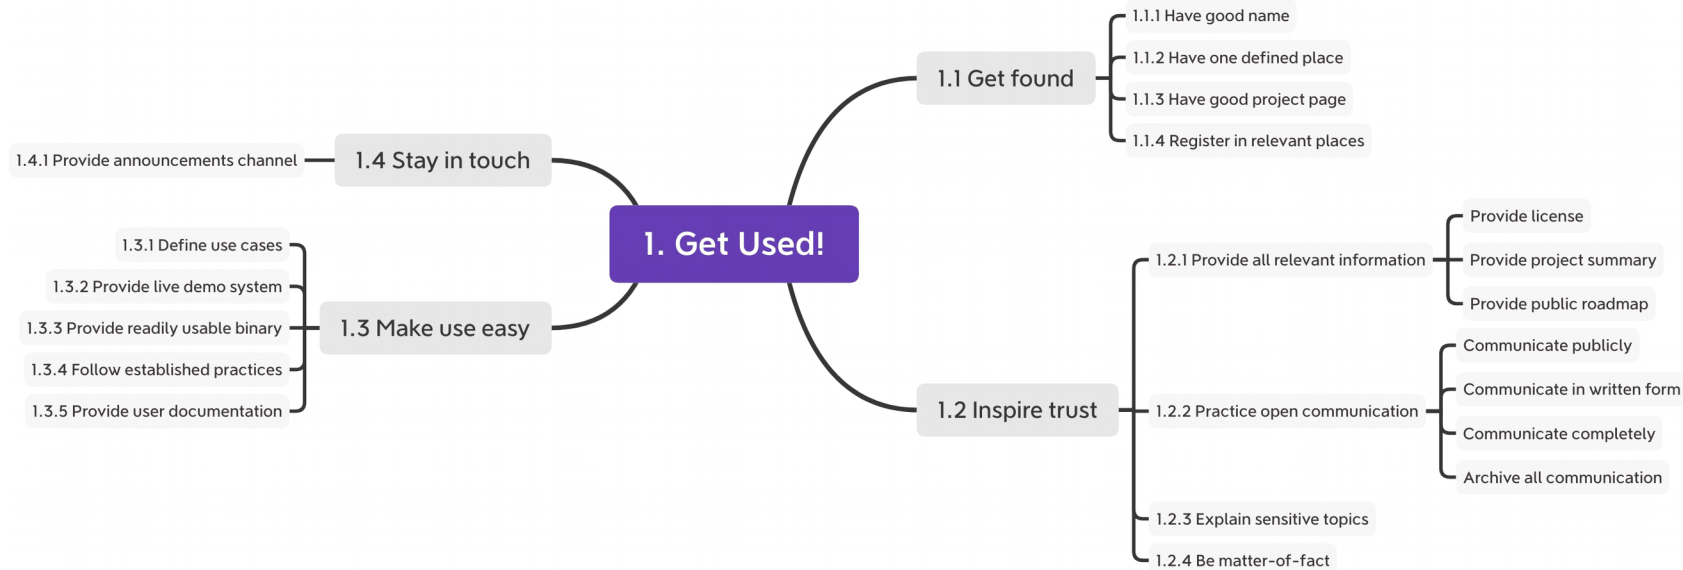 1. Get Used!
1.1 Get found
1.1.1 Have good name
1.1.2 Have one defined place
1.1.3 Have good project page
1.1.4 Register in relevant places
1.2 Inspire trust
1.2.1 Provide all relevant information
Provide license
Provide project summary
Provide public roadmap
1.2.2 Practice open communication
Communicate publicly
Communicate in written form
Communicate completely
Archive all communication
1.2.3 Explain sensitive topics
1.2.4 Be matter-of-fact
1.3 Make use easy
1.3.1 Define use cases
1.3.2 Provide live demo system
1.3.3 Provide readily usable binary
1.3.4 Follow established practices
1.3.5 Provide user documentation
1.4 Stay in touch
1.4.1 Provide announcements channel